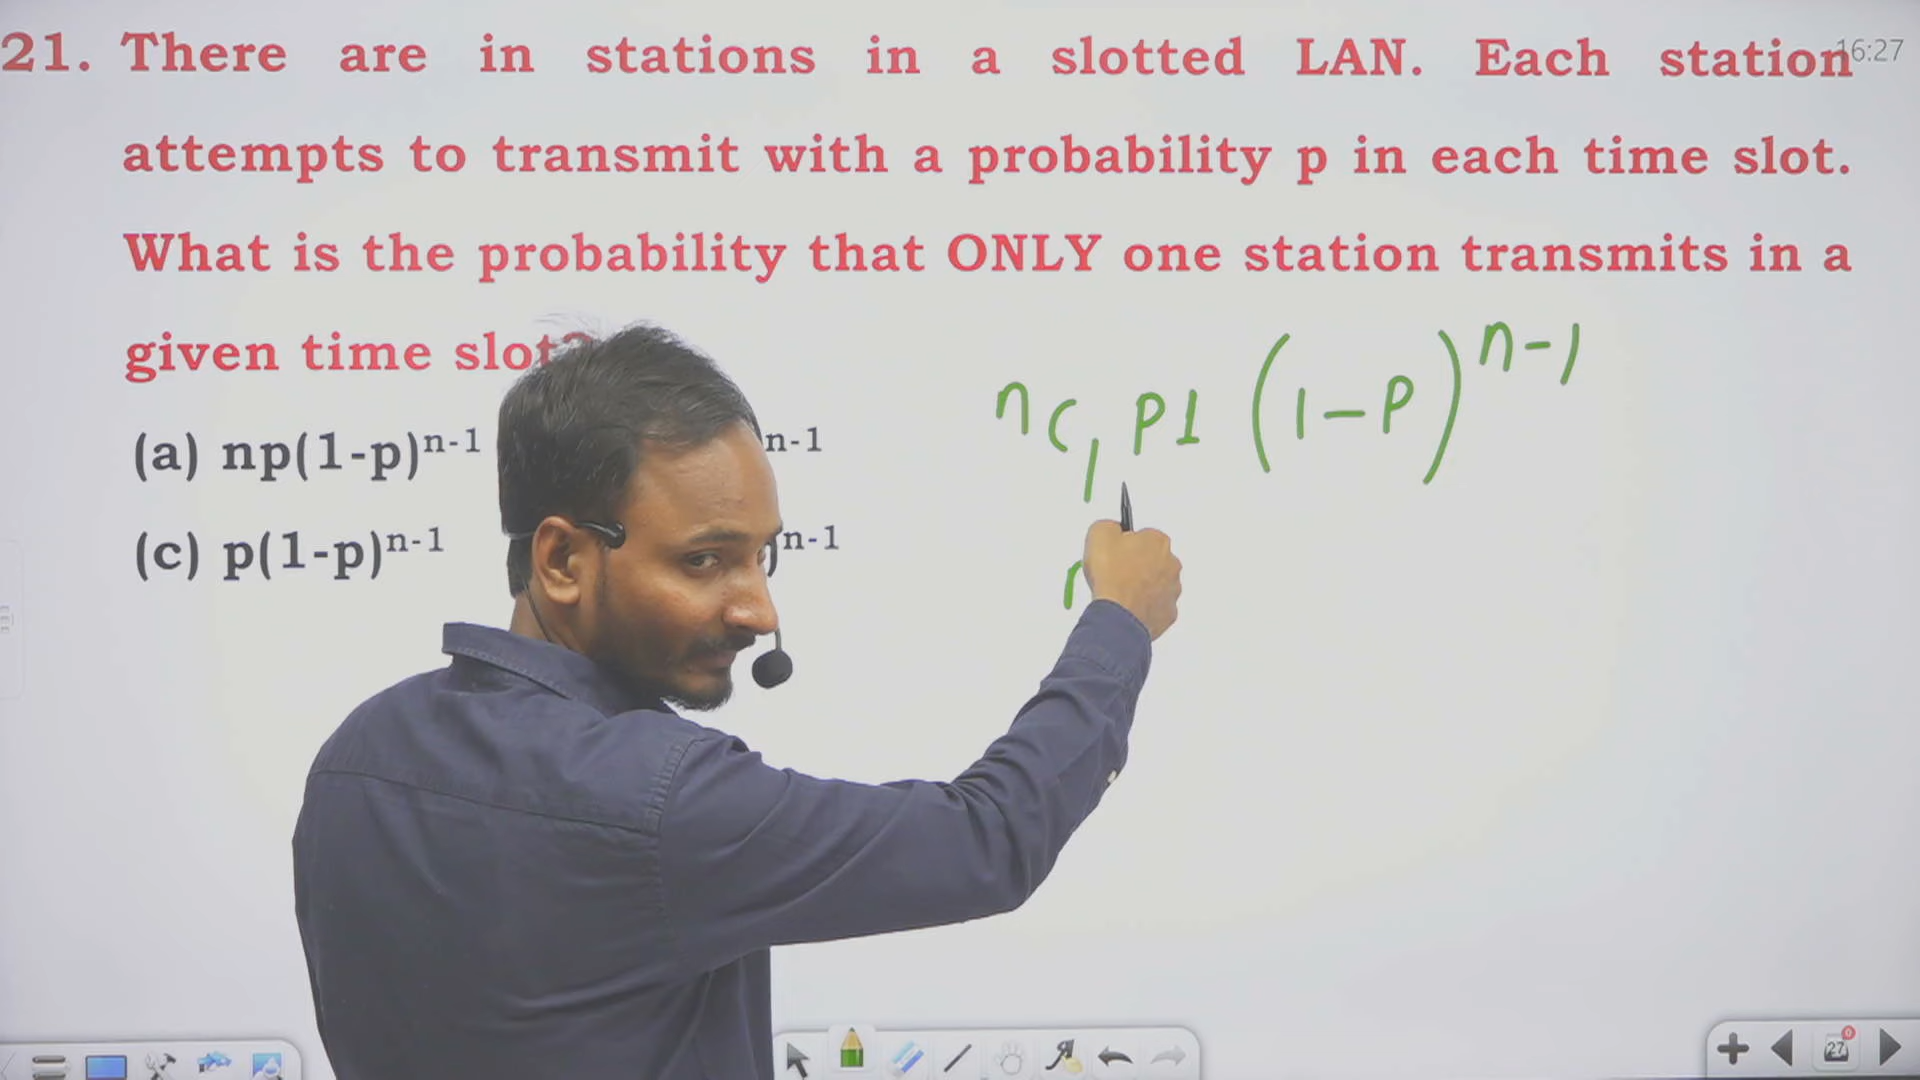 21. There are in stations in a slotted LAN. Each station
16:27
attempts to transmit with a probability p in each time slot.
What is the probability that ONLY one station transmits in a
given time slot?
(a) np(1-p)ⁿ⁻¹
n-1
(c) p(1-p)ⁿ⁻¹
)ⁿ⁻¹
ⁿC₁ P1 (1-P)ⁿ⁻¹
27
0